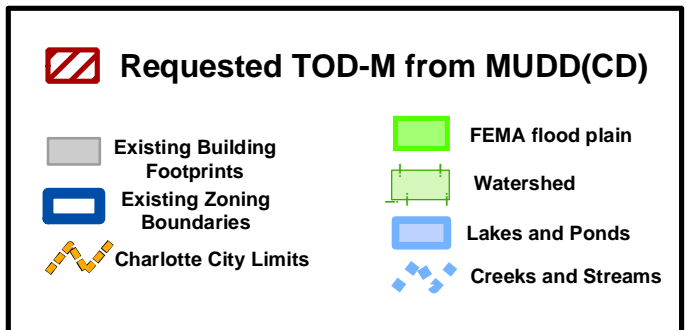 Requested TOD-M from MUDD(CD)
Existing Building
Footprints
Existing Zoning
Boundaries
Charlotte City Limits
FEMA flood plain
Watershed
Lakes and Ponds
Creeks and Streams